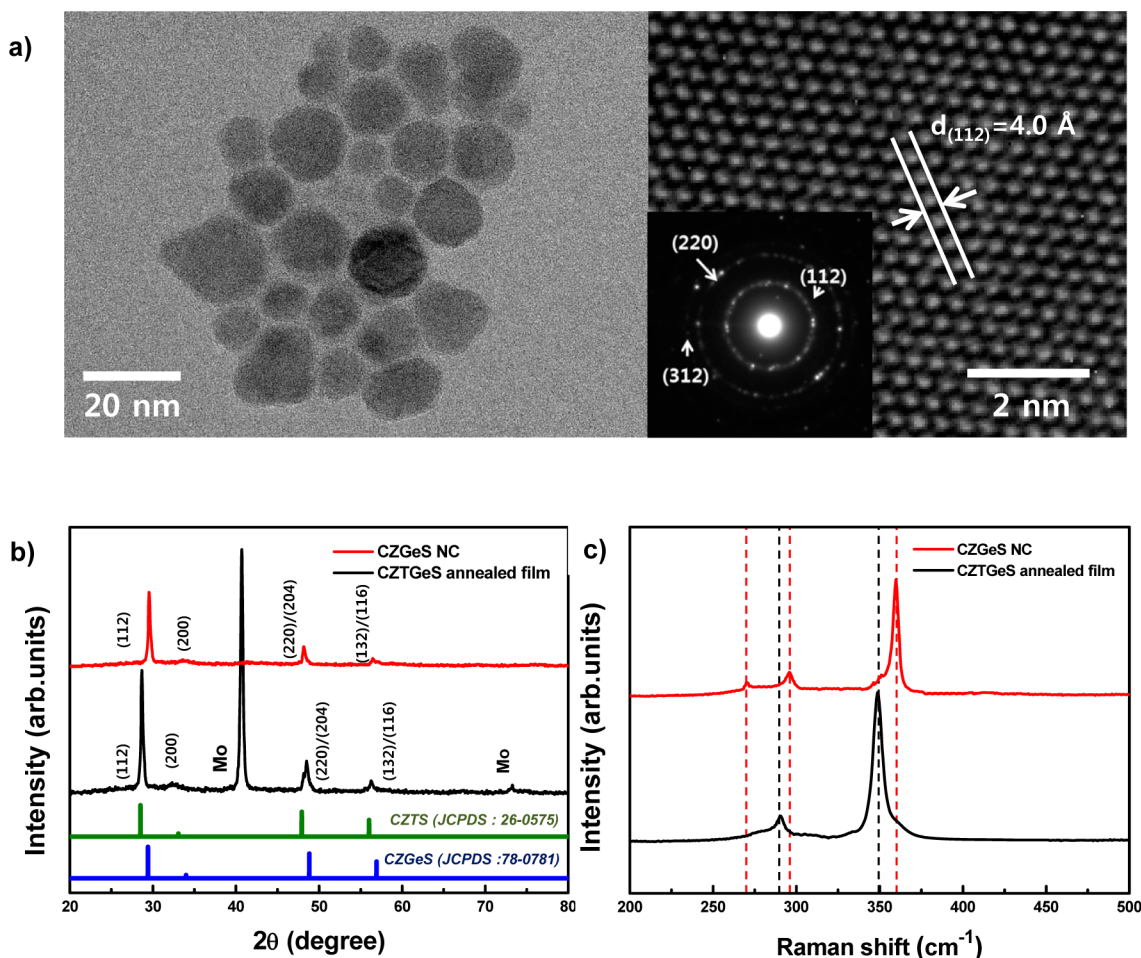 a)
d(112)=4.0 Å
(220)
(112)
(312)
20 nm
2 nm
b)
CZGeS NC
CZTGeS annealed film
(112)
(200)
(220)/(204)
(132)/(116)
(112)
(200)
Mo
(220)/(204)
(132)/(116)
Mo
CZTS (JCPDS : 26-0575)
CZGeS (JCPDS :78-0781)
Intensity (arb.units)
20 30 40 50 60 70 80
2θ (degree)
c)
CZGeS NC
CZTGeS annealed film
Intensity (arb.units)
200 250 300 350 400 450 500
Raman shift (cm⁻¹)